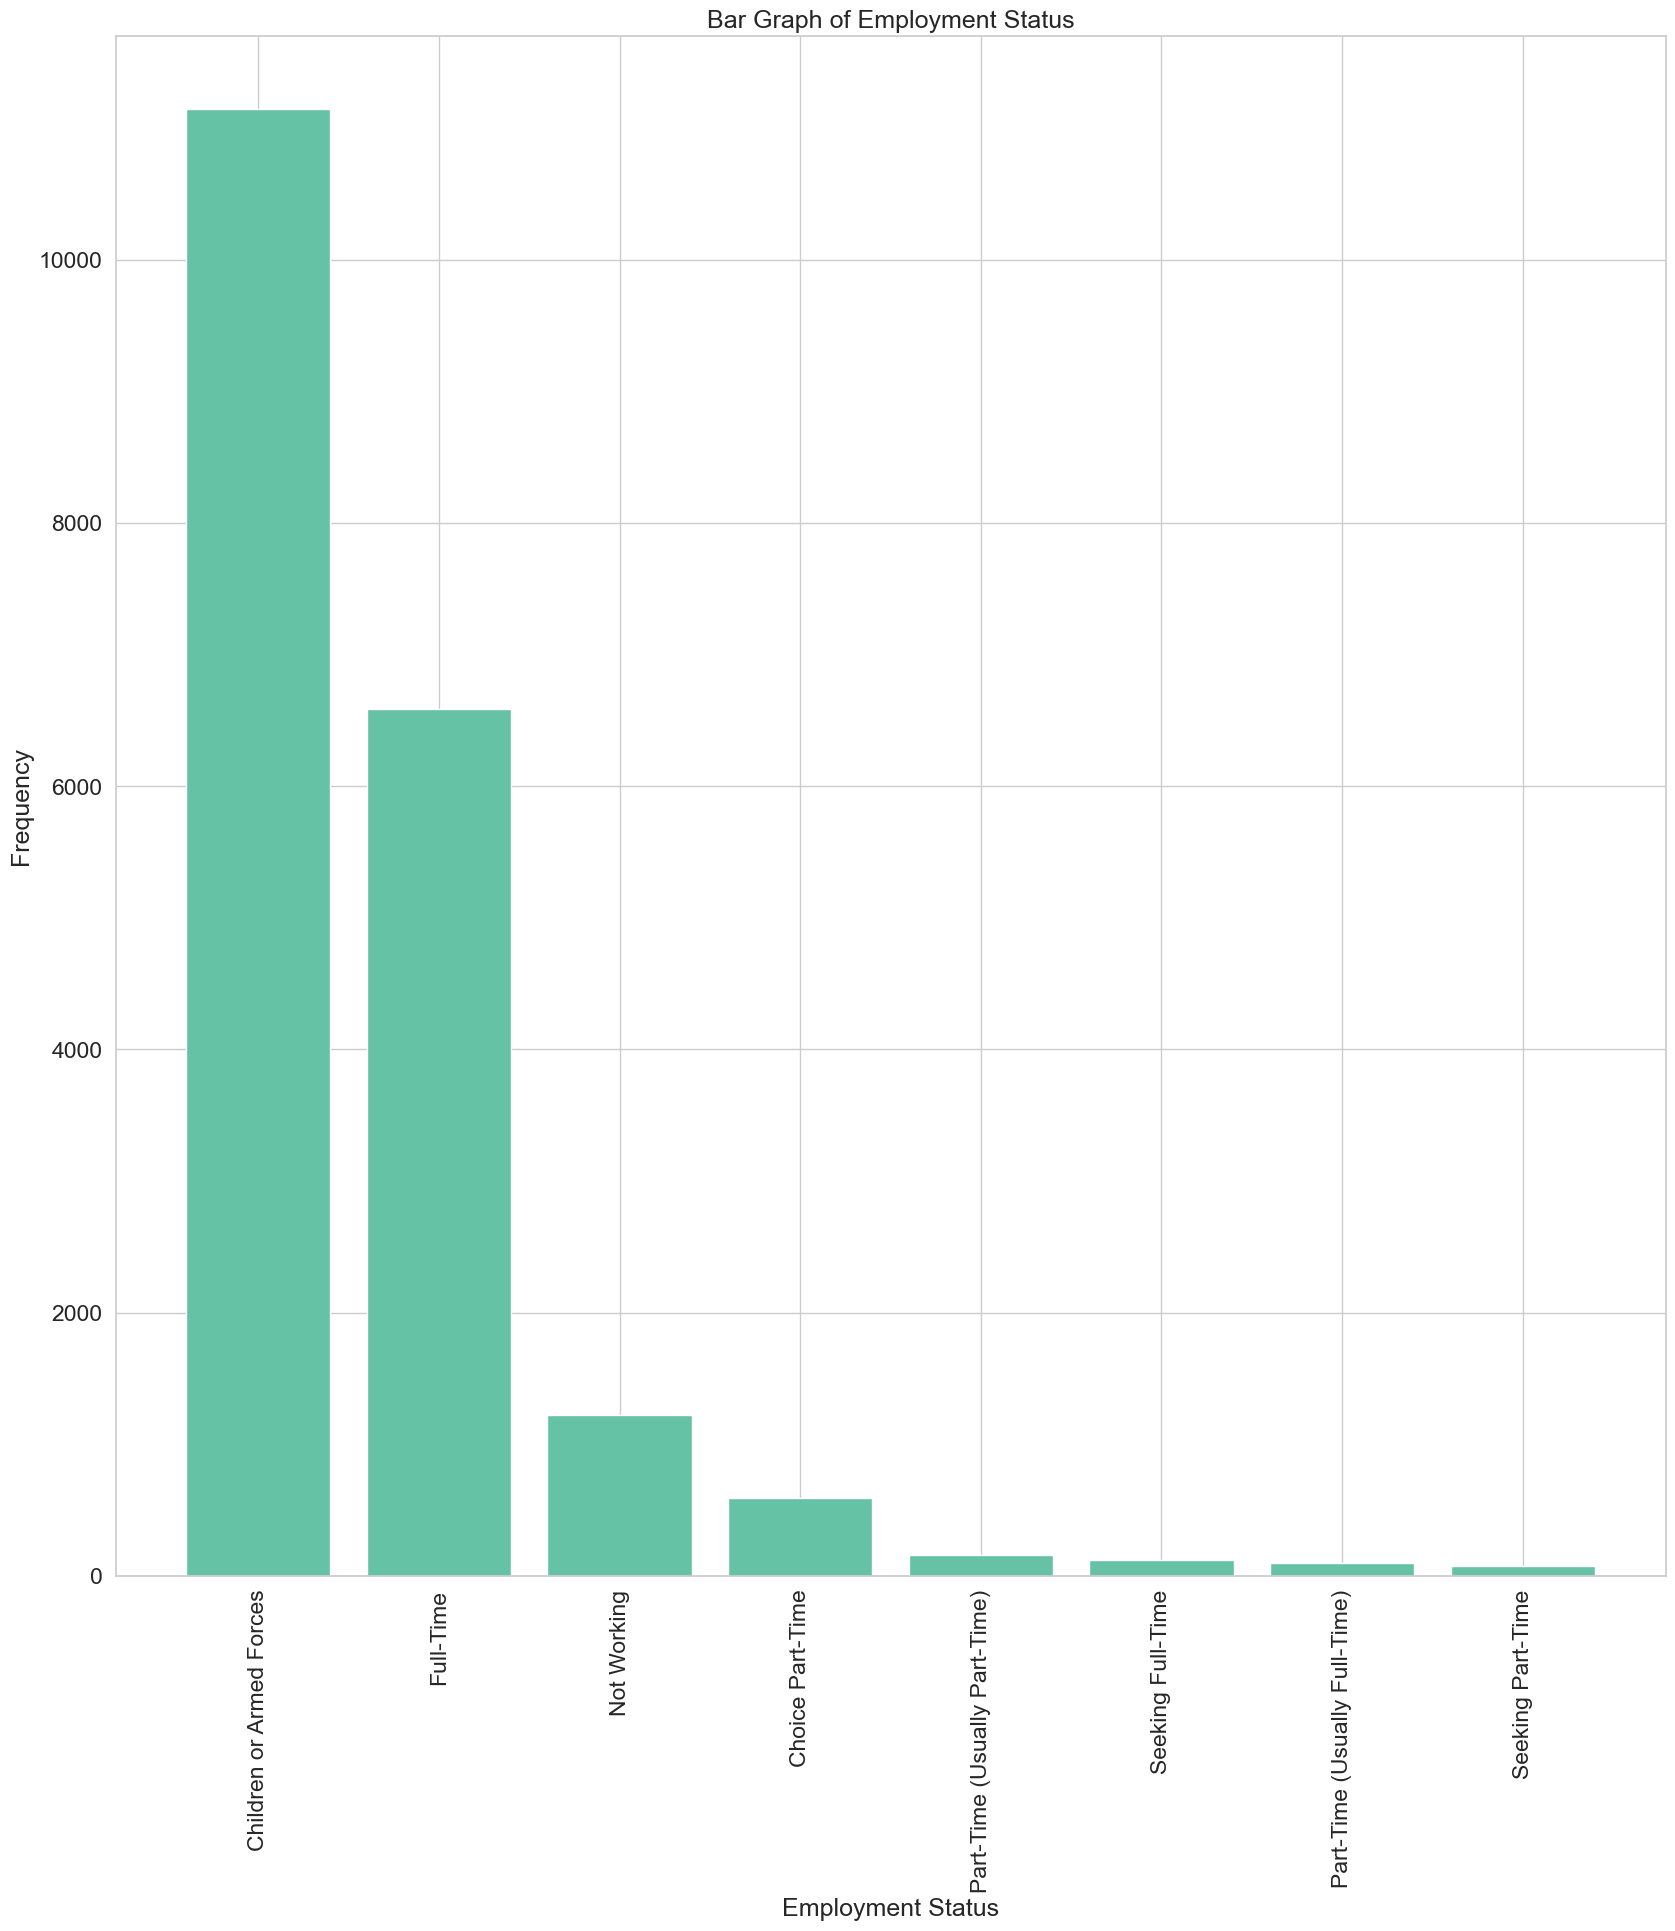 Bar Graph of Employment Status
Frequency
10000
8000
6000
4000
2000
0
Children or Armed Forces
Full-Time
Not Working
Choice Part-Time
Part-Time (Usually Part-Time)
Seeking Full-Time
Part-Time (Usually Full-Time)
Seeking Part-Time
Employment Status